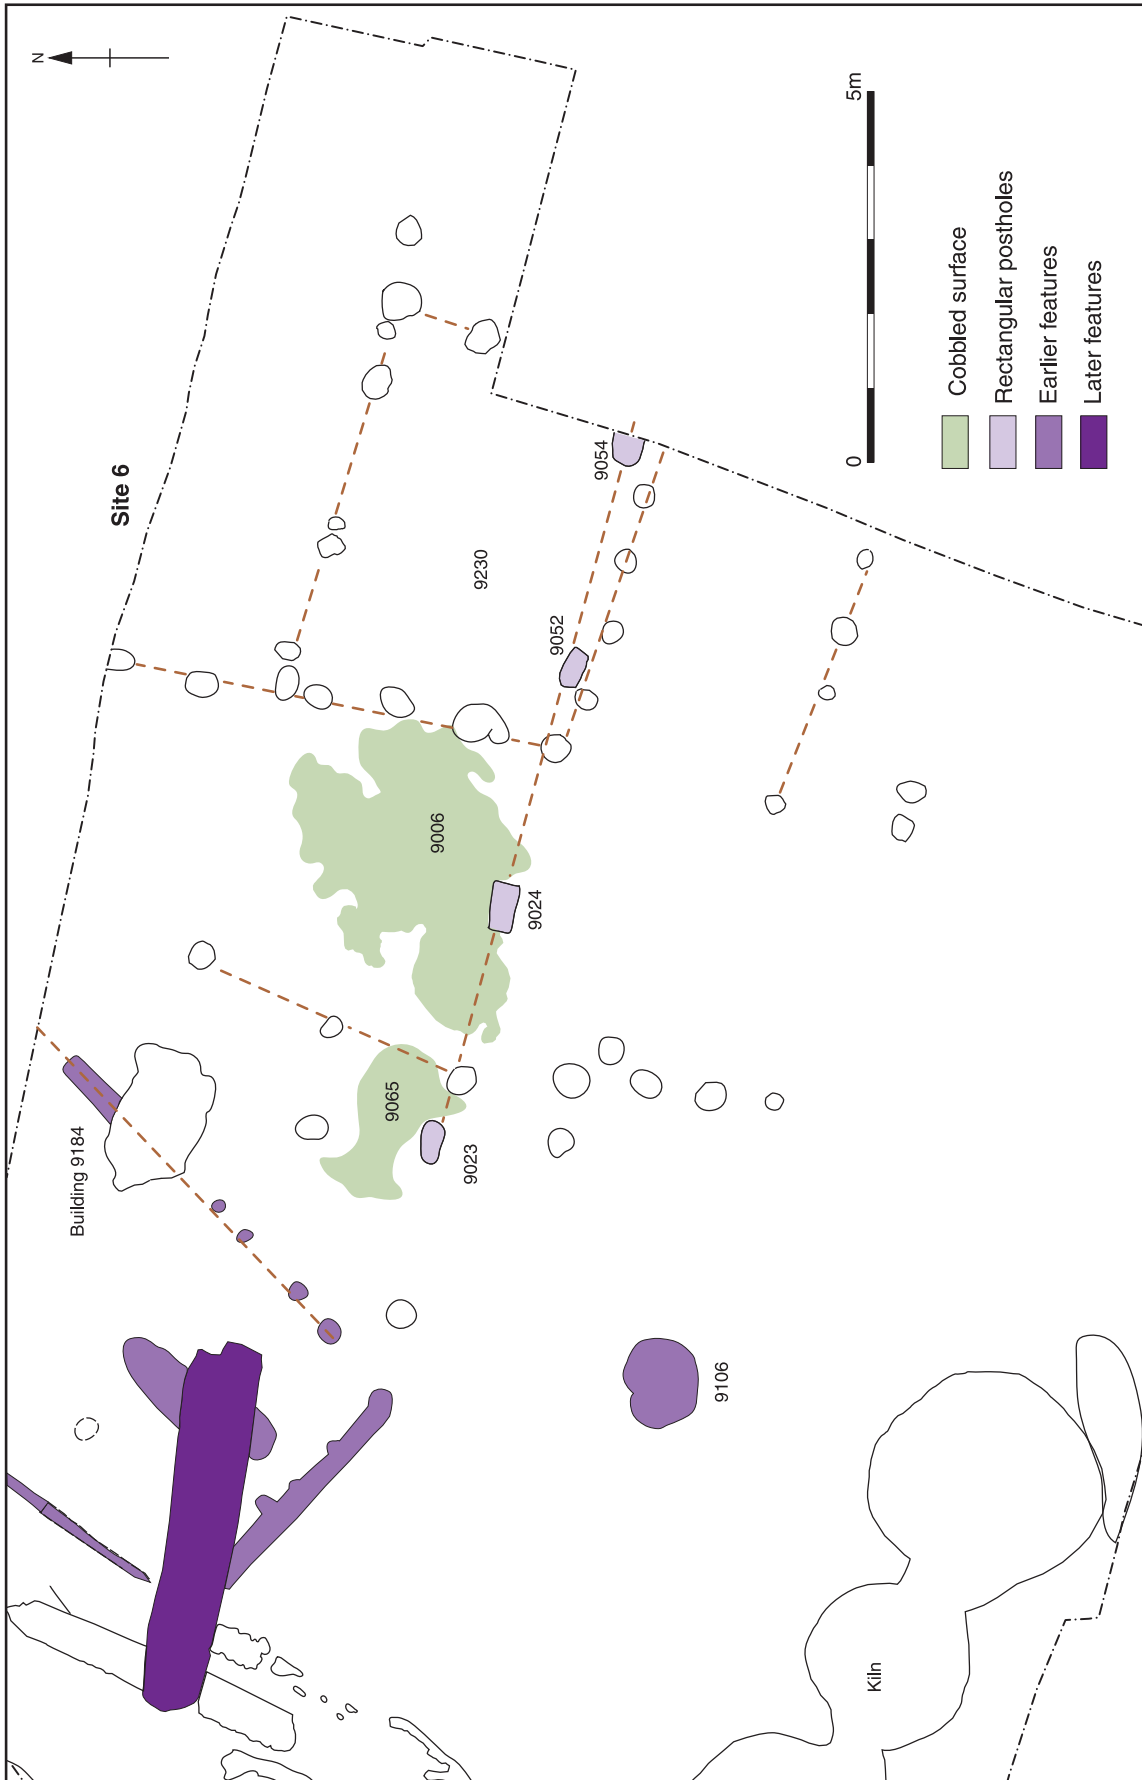 N
Site 6
Building 9184
9230
9054
9052
9006
9024
9065
9023
9106
Kiln
0
5m
Cobbled surface
Rectangular postholes
Earlier features
Later features